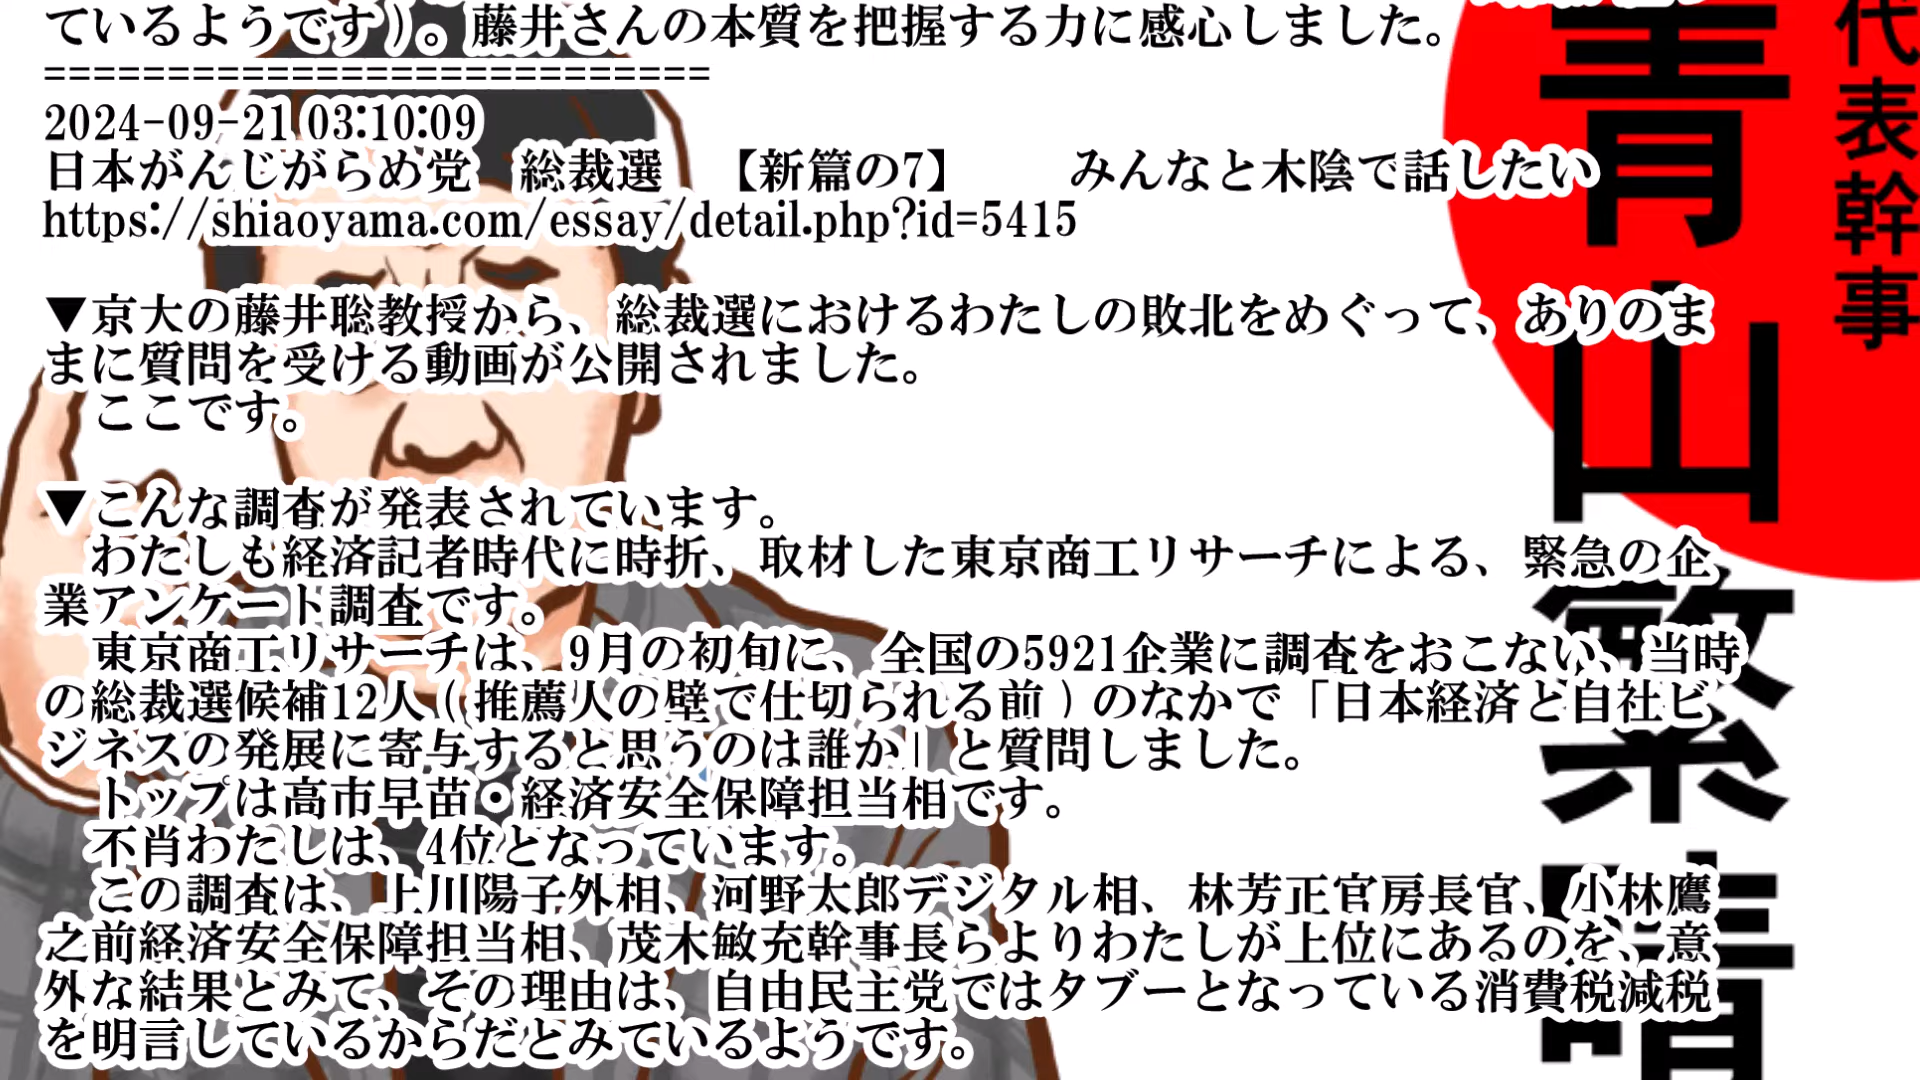 ているようです）。藤井さんの本質を把握する力に感心しました。
============================
2024-09-21 03:10:09
日本がんじがらめ党　総裁選　【新篇の7】　　みんなと木陰で話したい
https://shiaoyama.com/essay/detail.php?id=5415
▼京大の藤井聡教授から、総裁選におけるわたしの敗北をめぐって、ありのま
まに質問を受ける動画が公開されました。
　ここです。
▼こんな調査が発表されています。
　わたしも経済記者時代に時折、取材した東京商工リサーチによる、緊急の企
業アンケート調査です。
　東京商工リサーチは、9月の初旬に、全国の5921企業に調査をおこない、当時
の総裁選候補12人（推薦人の壁で仕切られる前）のなかで「日本経済と自社ビ
ジネスの発展に寄与すると思うのは誰か」と質問しました。
　トップは高市早苗・経済安全保障担当相です。
　不肖わたしは、4位となっています。
　この調査は、上川陽子外相、河野太郎デジタル相、林芳正官房長官、小林鷹
之前経済安全保障担当相、茂木敏充幹事長らよりわたしが上位にあるのを、意
外な結果とみて、その理由は、自由民主党ではタブーとなっている消費税減税
を明言しているからだとみているようです。
代表幹事
青山繁晴